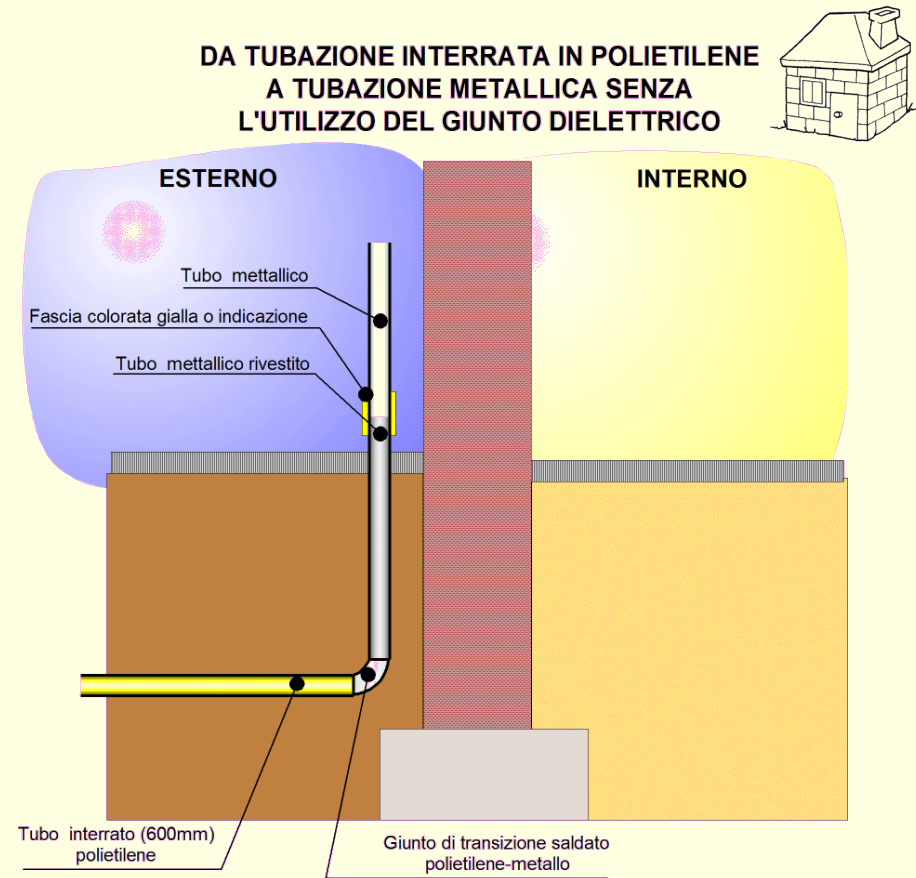 DA TUBAZIONE INTERRATA IN POLIETILENE
A TUBAZIONE METALLICA SENZA
L'UTILIZZO DEL GIUNTO DIELETTRICO
ESTERNO
INTERNO
Tubo mettallico
Fascia colorata gialla o indicazione
Tubo mettallico rivestito
Tubo interrato (600mm)
polietilene
Giunto di transizione saldato
polietilene-metallo